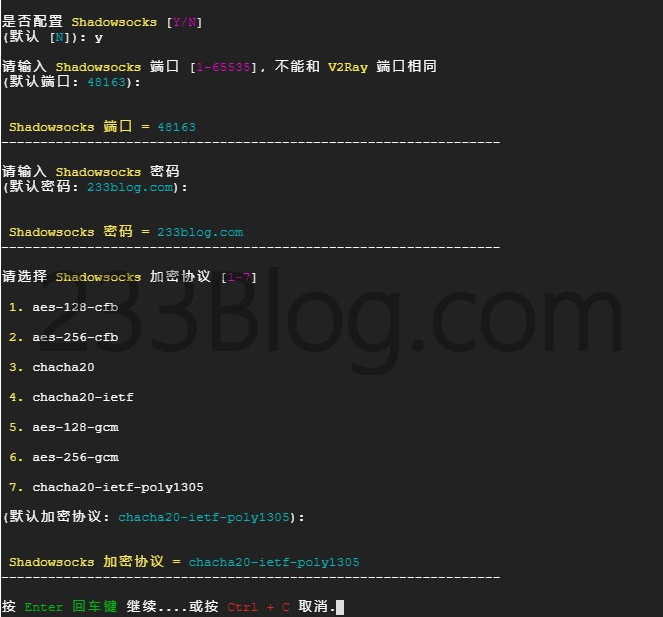 是否配置 Shadowsocks [Y/N]
(默认 [N]): y
请输入 Shadowsocks 端口 [1-65535], 不能和 V2Ray 端口相同
(默认端口: 48163):
Shadowsocks 端口 = 48163
----------------------------------------------------------------
请输入 Shadowsocks 密码
(默认密码: 233blog.com):
Shadowsocks 密码 = 233blog.com
----------------------------------------------------------------
请选择 Shadowsocks 加密协议 [1-7]
1. aes-128-cfb
2. aes-256-cfb
233Blog.com
3. chacha20
4. chacha20-ietf
5. aes-128-gcm
6. aes-256-gcm
7. chacha20-ietf-poly1305
(默认加密协议: chacha20-ietf-poly1305):
Shadowsocks 加密协议 = chacha20-ietf-poly1305
----------------------------------------------------------------
按 Enter 回车键 继续....或按 Ctrl + C 取消.